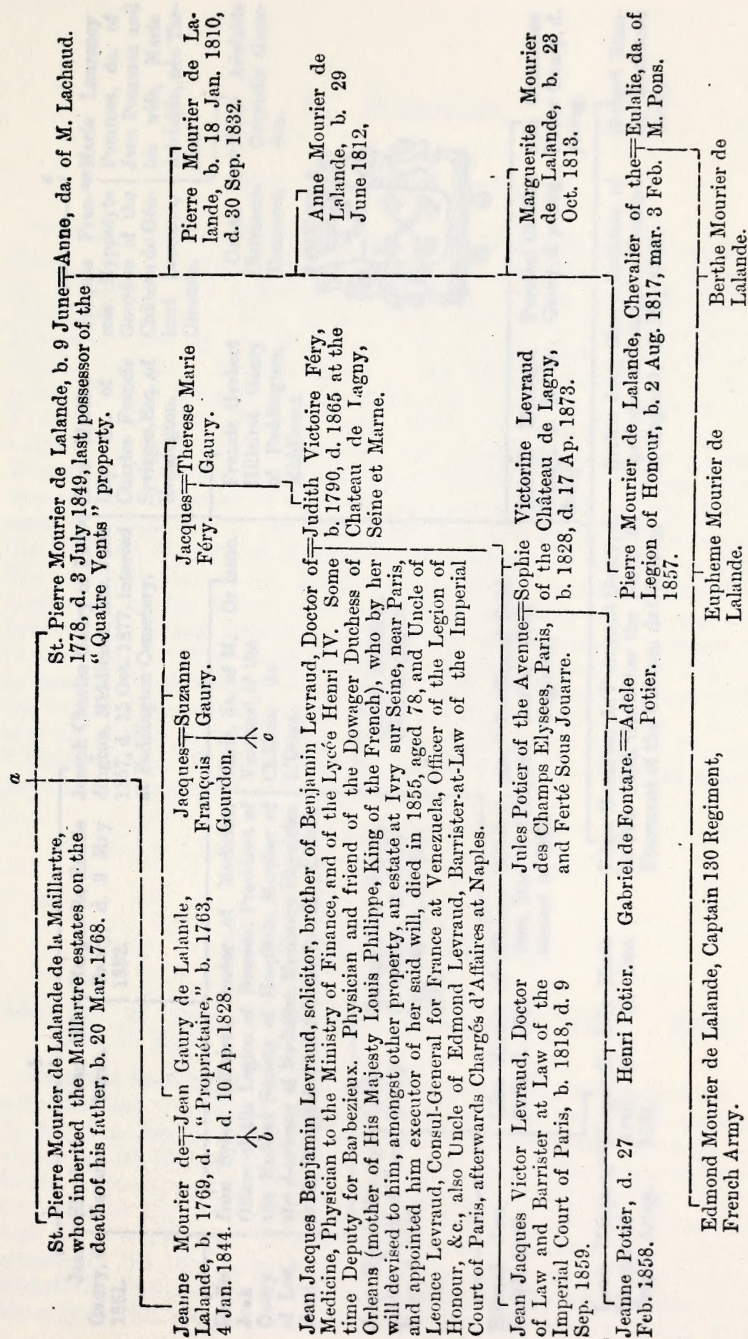 a
St. Pierre Mourier de Lalande de la Maillartre,
who inherited the Maillartre estates on the
death of his father, b. 20 Mar. 1768.
St. Pierre Mourier de Lalande, b. 9 June=Anne, da. of M. Lachaud.
1778, d. 3 July 1849, last possessor of the
"Quatre Vents" property.
Jeanne Mourier de=Jean Gaury de Lalande,
Lalande, b. 1769, d. "Propriétaire," b. 1763,
4 Jan. 1844. d. 10 Ap. 1828.
b
Jacques=Suzanne
François Gaury.
Gourdon.
c
Jacques=Therese Marie
Féry. Gaury.
Pierre Mourier de La-
lande, b. 18 Jan. 1810,
d. 30 Sep. 1832.
Jean Jacques Benjamin Levraud, solicitor, brother of Benjamin Levraud, Doctor of=Judith Victoire Féry,
Medicine, Physician to the Ministry of Finance, and of the Lycée Henri IV. Some b. 1790, d. 1865 at the
time Deputy for Barbezieux. Physician and friend of the Dowager Duchess of Chateau de Lagny,
Orleans (mother of His Majesty Louis Philippe, King of the French), who by her Seine et Marne.
will devised to him, amongst other property, an estate at Ivry sur Seine, near Paris,
and appointed him executor of her said will, died in 1855, aged 78, and Uncle of
Leonce Levraud, Consul-General for France at Venezuela, Officer of the Legion of
Honour, &c., also Uncle of Edmond Levraud, Barrister-at-Law of the Imperial
Court of Paris, afterwards Chargés d'Affaires at Naples.
Anne Mourier de
Lalande, b. 29
June 1812,
Jean Jacques Victor Levraud, Doctor
of Law and Barrister at Law of the
Imperial Court of Paris, b. 1818, d. 9
Sep. 1859.
Jules Potier of the Avenue=Sophie Victorine Levraud
des Champs Elysees, Paris, of the Château de Lagny,
and Ferté Sous Jouarre. b. 1828, d. 17 Ap. 1873.
Marguerite Mourier
de Lalande, b. 23
Oct. 1813.
Jeanne Potier, d. 27
Feb. 1858.
Henri Potier.
Gabriel de Fontare.=Adele
Potier.
Pierre Mourier de Lalande, Chevalier of the=Eulalie, da. of
Legion of Honour, b. 2 Aug. 1817, mar. 3 Feb. M. Pons.
1857.
Edmond Mourier de Lalande, Captain 130 Regiment,
French Army.
Eupheme Mourier de
Lalande.
Berthe Mourier de
Lalande.